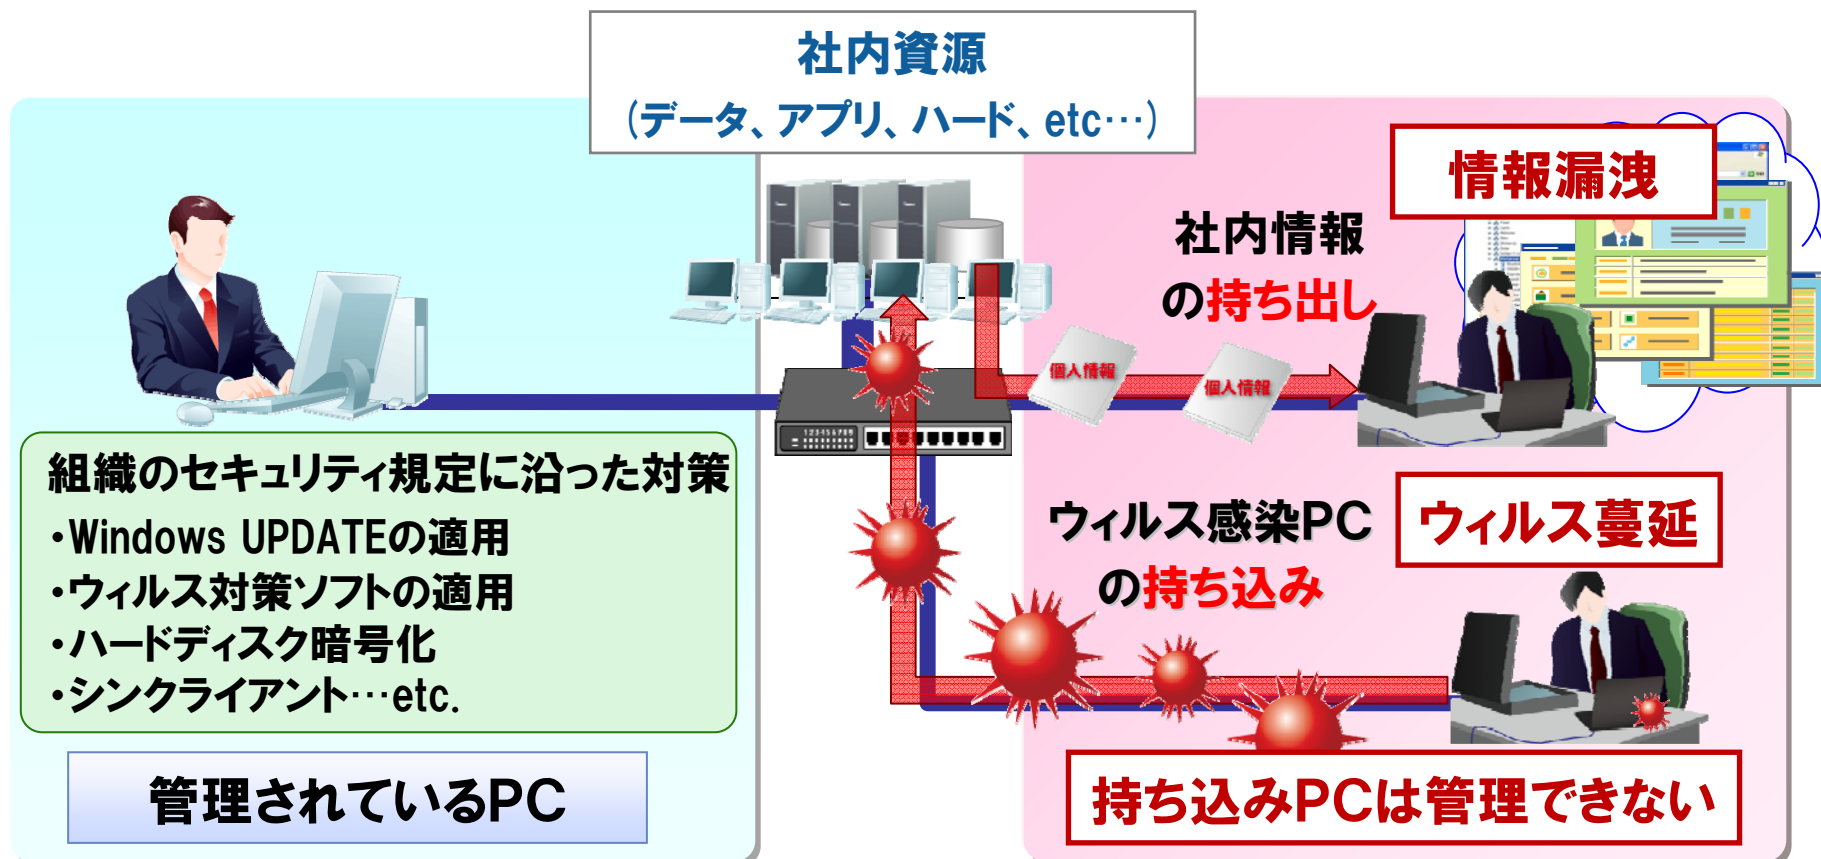 社内資源
(データ、アプリ、ハード、etc…)
組織のセキュリティ規定に沿った対策
・Windows UPDATEの適用
・ウィルス対策ソフトの適用
・ハードディスク暗号化
・シンクライアント…etc.
管理されているPC
情報漏洩
社内情報
の持ち出し
個人情報
個人情報
ウィルス感染PC
の持ち込み
ウィルス蔓延
持ち込みPCは管理できない